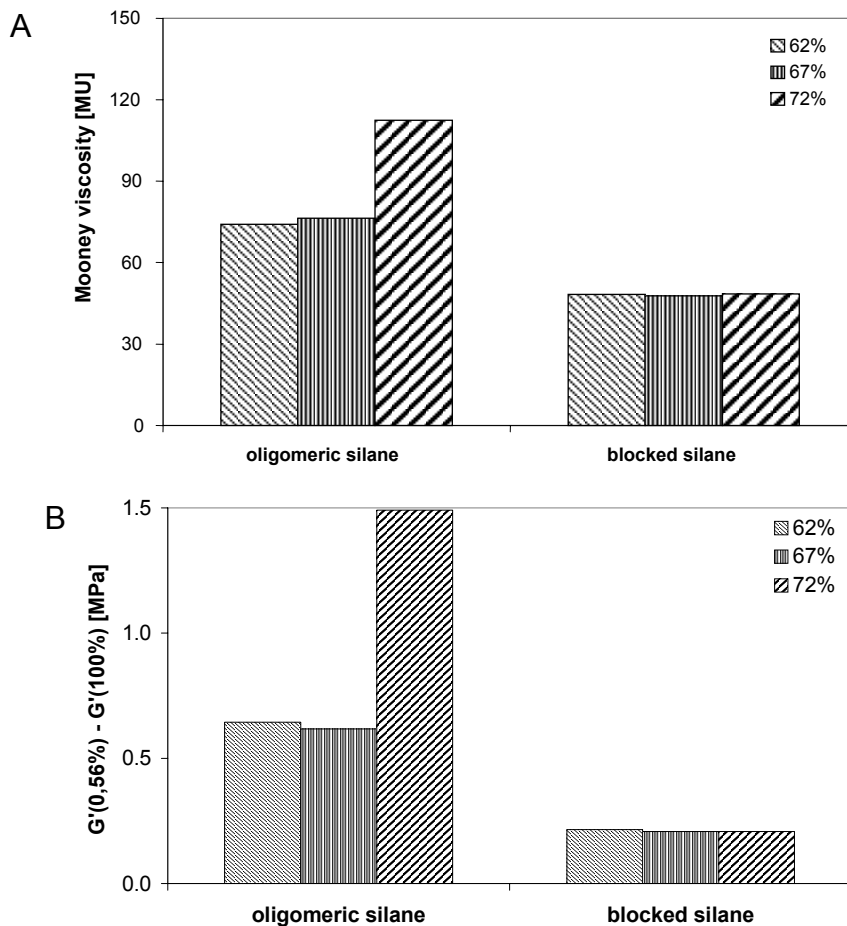 A
Mooney viscosity [MU]
150
120
90
60
30
0
62%
67%
72%
oligomeric silane
blocked silane
B
G'(0,56%) - G'(100%) [MPa]
1.5
1.0
0.5
0.0
62%
67%
72%
oligomeric silane
blocked silane